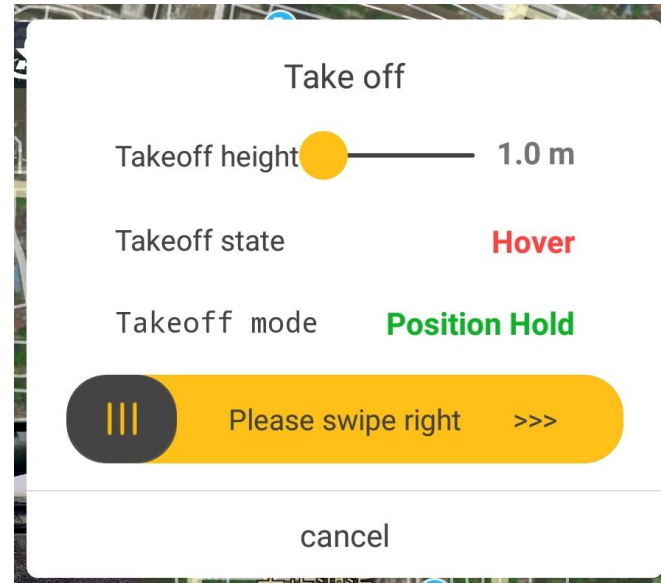 Take off
Takeoff height 1.0 m
Takeoff state Hover
Takeoff mode Position Hold
Please swipe right >>>
cancel